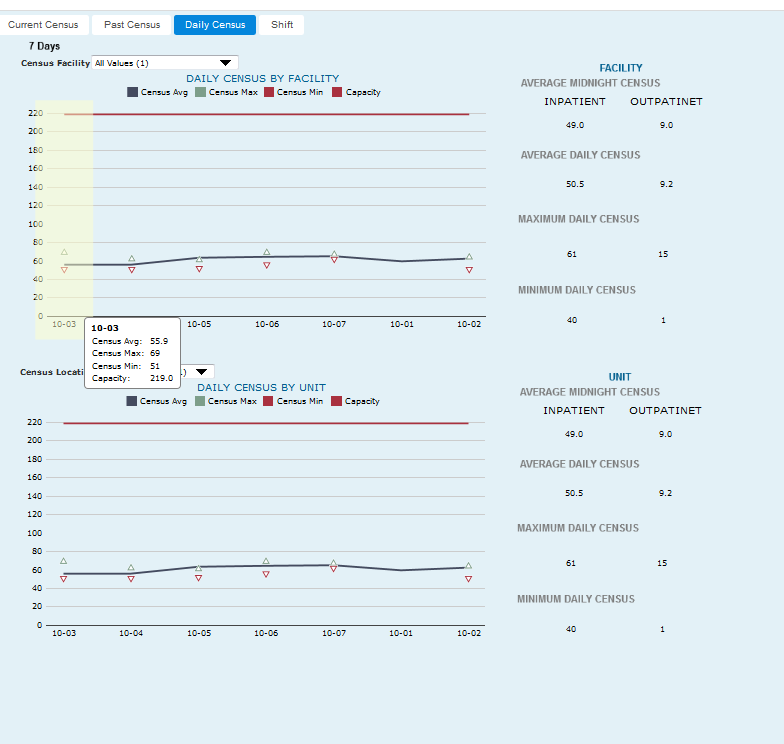 Current Census Past Census Daily Census Shift
7 Days
Census Facility All Values (1)
DAILY CENSUS BY FACILITY
Census Avg Census Max Census Min Capacity
220
200
180
160
140
120
100
80
60
40
20
0
10-03 10-05 10-06 10-07 10-01 10-02
10-03
Census Avg: 55.9
Census Max: 69
Census Min: 51
Capacity: 219.0
FACILITY
AVERAGE MIDNIGHT CENSUS
INPATIENT OUTPATINET
49.0 9.0
AVERAGE DAILY CENSUS
50.5 9.2
MAXIMUM DAILY CENSUS
61 15
MINIMUM DAILY CENSUS
40 1
Census Locati )
DAILY CENSUS BY UNIT
Census Avg Census Max Census Min Capacity
220
200
180
160
140
120
100
80
60
40
20
0
10-03 10-04 10-05 10-06 10-07 10-01 10-02
UNIT
AVERAGE MIDNIGHT CENSUS
INPATIENT OUTPATINET
49.0 9.0
AVERAGE DAILY CENSUS
50.5 9.2
MAXIMUM DAILY CENSUS
61 15
MINIMUM DAILY CENSUS
40 1